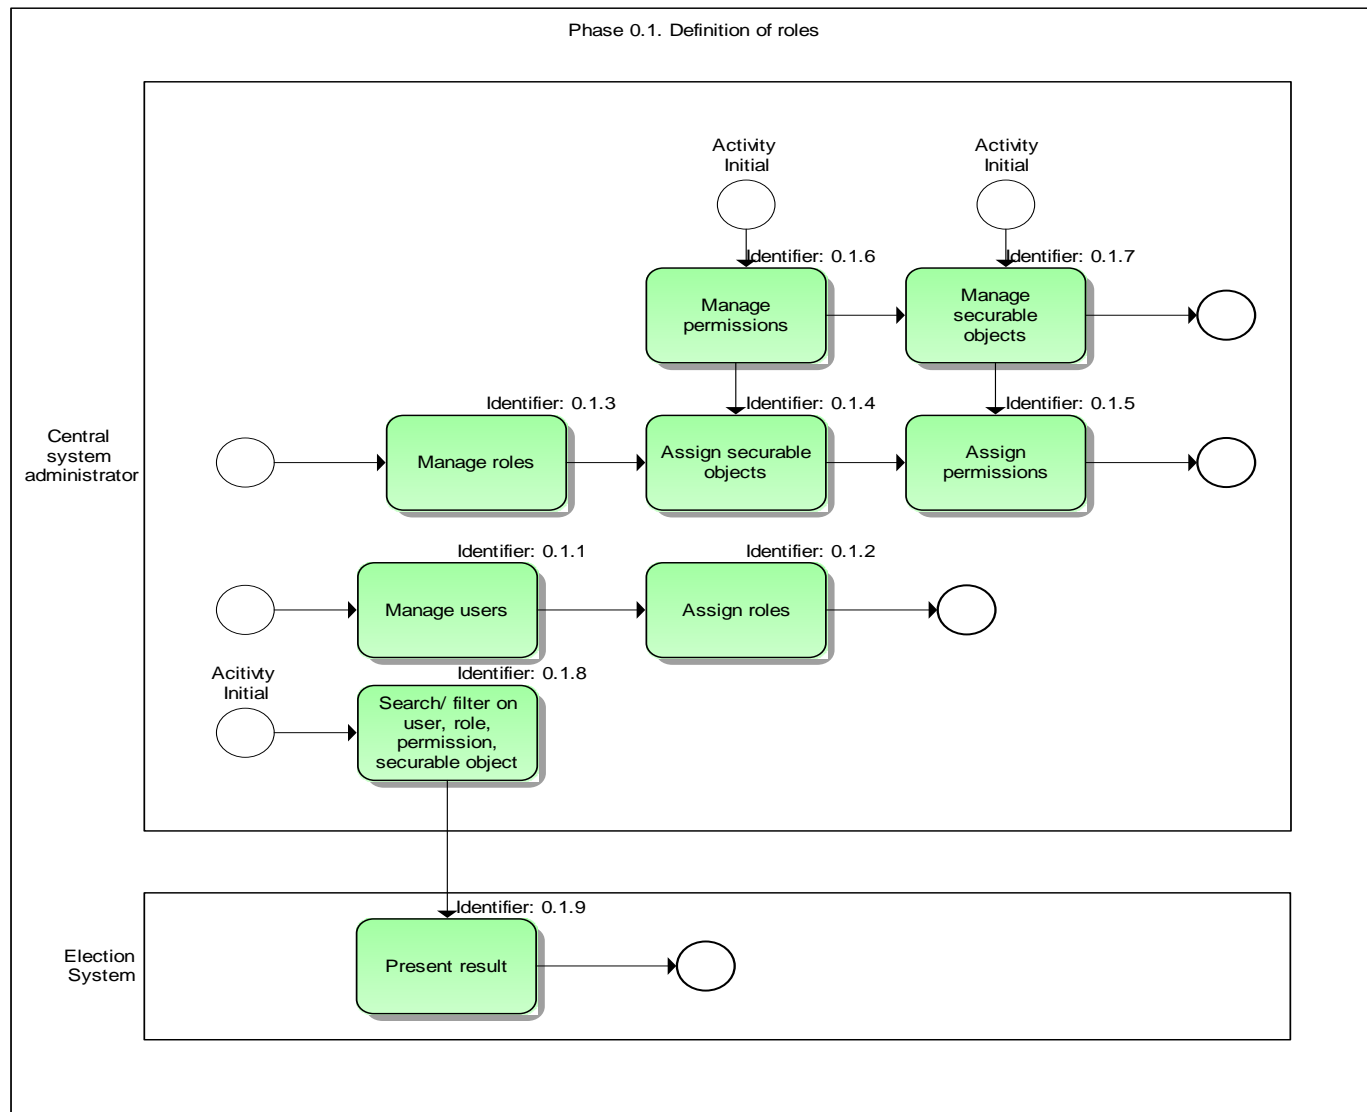 Phase 0.1. Definition of roles
Activity
Initial
Activity
Initial
Identifier: 0.1.6
Identifier: 0.1.7
Manage
permissions
Manage
securable
objects
Identifier: 0.1.3
Identifier: 0.1.4
Identifier: 0.1.5
Central
system
administrator
Manage roles
Assign securable
objects
Assign
permissions
Identifier: 0.1.1
Identifier: 0.1.2
Manage users
Assign roles
Identifier: 0.1.8
Acitivty
Initial
Search/ filter on
user, role,
permission,
securable object
Identifier: 0.1.9
Election
System
Present result